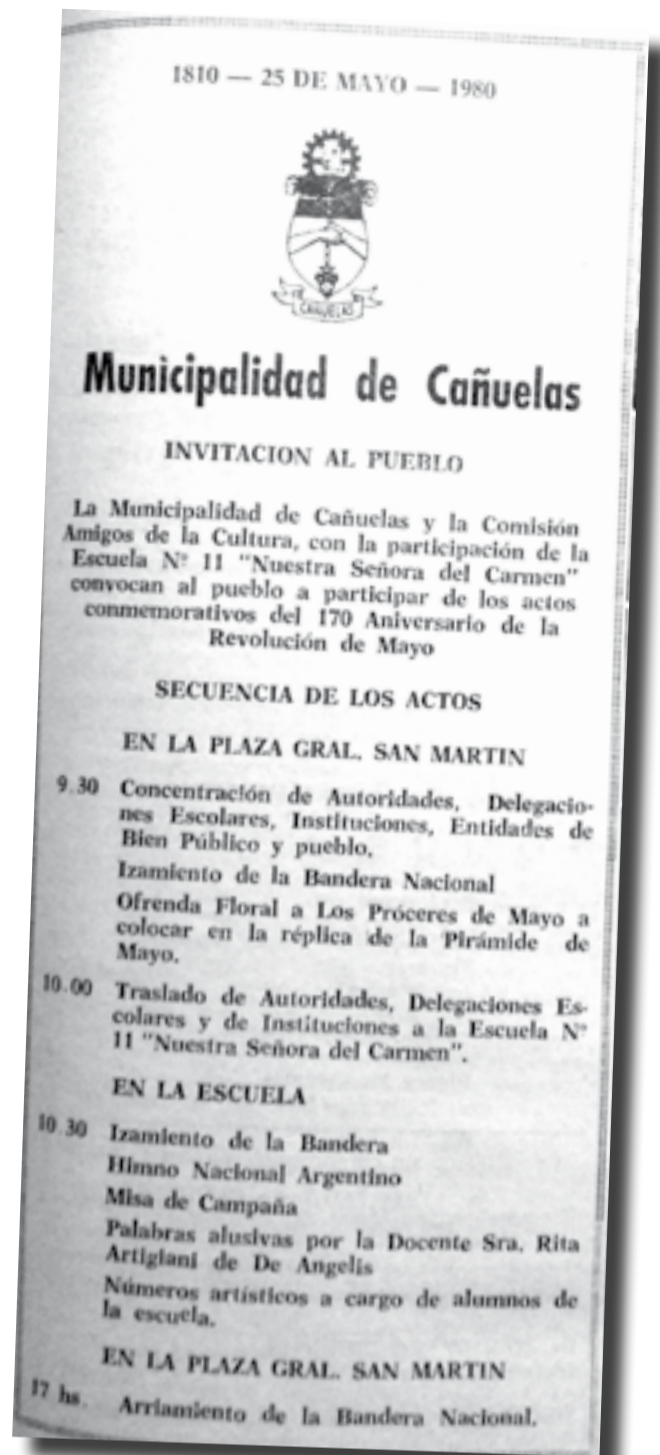 1810 — 25 DE MAYO — 1980
CAÑUELAS
Municipalidad de Cañuelas
INVITACION AL PUEBLO
La Municipalidad de Cañuelas y la Comisión
Amigos de la Cultura, con la participación de la
Escuela Nº 11 "Nuestra Señora del Carmen"
convocan al pueblo a participar de los actos
conmemorativos del 170 Aniversario de la
Revolución de Mayo
SECUENCIA DE LOS ACTOS
EN LA PLAZA GRAL. SAN MARTIN
9.30 Concentración de Autoridades, Delegacio-
nes Escolares, Instituciones, Entidades de
Bien Público y pueblo.
Izamiento de la Bandera Nacional
Ofrenda Floral a Los Próceres de Mayo a
colocar en la réplica de la Pirámide de
Mayo.
10.00 Traslado de Autoridades, Delegaciones Es-
colares y de Instituciones a la Escuela Nº
11 "Nuestra Señora del Carmen".
EN LA ESCUELA
10.30 Izamiento de la Bandera
Himno Nacional Argentino
Misa de Campaña
Palabras alusivas por la Docente Sra. Rita
Artigiani de De Angelis
Números artísticos a cargo de alumnos de
la escuela.
EN LA PLAZA GRAL. SAN MARTIN
17 hs. Arriamiento de la Bandera Nacional.